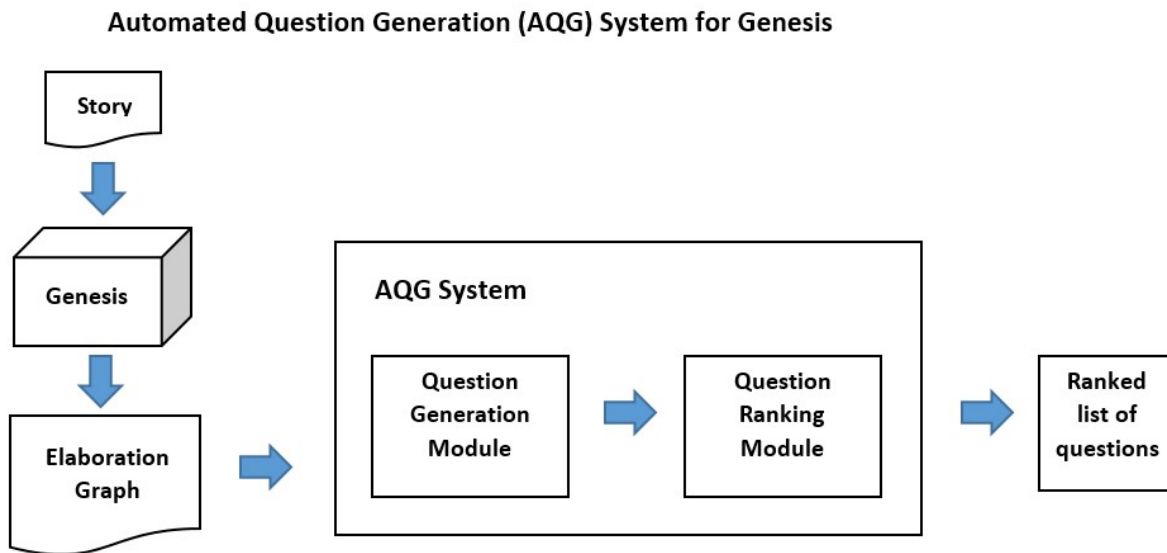 Automated Question Generation (AQG) System for Genesis
Story
Genesis
Elaboration
Graph
AQG System
Question
Generation
Module
Question
Ranking
Module
Ranked
list of
questions